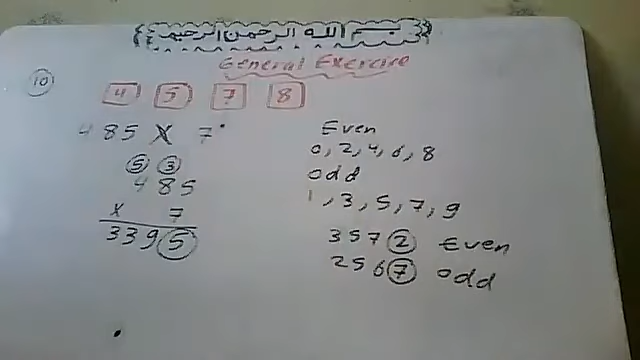 بسم الله الرحمن الرحيم
General Exercise
10
4 5 7 8
485 X 7
5 3
485
x 7
3395
Even
0, 2, 4, 6, 8
odd
1, 3, 5, 7, 9
3572 Even
2567 odd